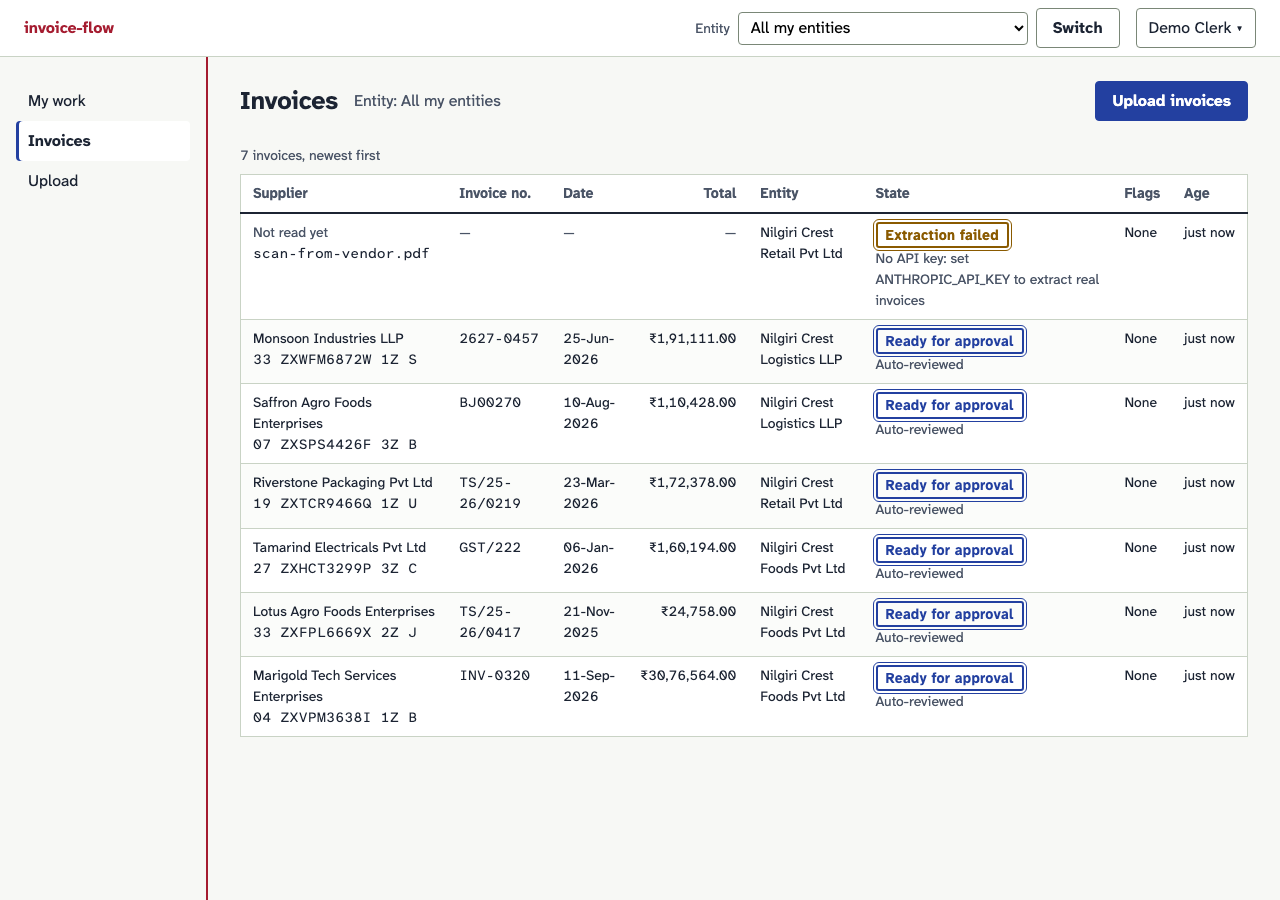 invoice-flow
Entity
All my entities
Switch
Demo Clerk ▾
My work
Invoices
Upload
Invoices
Entity: All my entities
Upload invoices
7 invoices, newest first
Supplier Invoice no. Date Total Entity State Flags Age
Not read yet — — — Nilgiri Crest Extraction failed None just now
scan-from-vendor.pdf Retail Pvt Ltd
No API key: set
ANTHROPIC_API_KEY to extract real
invoices
Monsoon Industries LLP 2627-0457 25-Jun- ₹1,91,111.00 Nilgiri Crest Ready for approval None just now
33 ZXWFM6872W 1Z S 2026 Logistics LLP Auto-reviewed
Saffron Agro Foods BJ00270 10-Aug- ₹1,10,428.00 Nilgiri Crest Ready for approval None just now
Enterprises 2026 Logistics LLP Auto-reviewed
07 ZXSPS4426F 3Z B
Riverstone Packaging Pvt Ltd TS/25- 23-Mar- ₹1,72,378.00 Nilgiri Crest Ready for approval None just now
19 ZXTCR9466Q 1Z U 26/0219 2026 Retail Pvt Ltd Auto-reviewed
Tamarind Electricals Pvt Ltd GST/222 06-Jan- ₹1,60,194.00 Nilgiri Crest Ready for approval None just now
27 ZXHCT3299P 3Z C 2026 Foods Pvt Ltd Auto-reviewed
Lotus Agro Foods Enterprises TS/25- 21-Nov- ₹24,758.00 Nilgiri Crest Ready for approval None just now
33 ZXFPL6669X 2Z J 26/0417 2025 Foods Pvt Ltd Auto-reviewed
Marigold Tech Services INV-0320 11-Sep- ₹30,76,564.00 Nilgiri Crest Ready for approval None just now
Enterprises 2026 Foods Pvt Ltd Auto-reviewed
04 ZXVPM3638I 1Z B